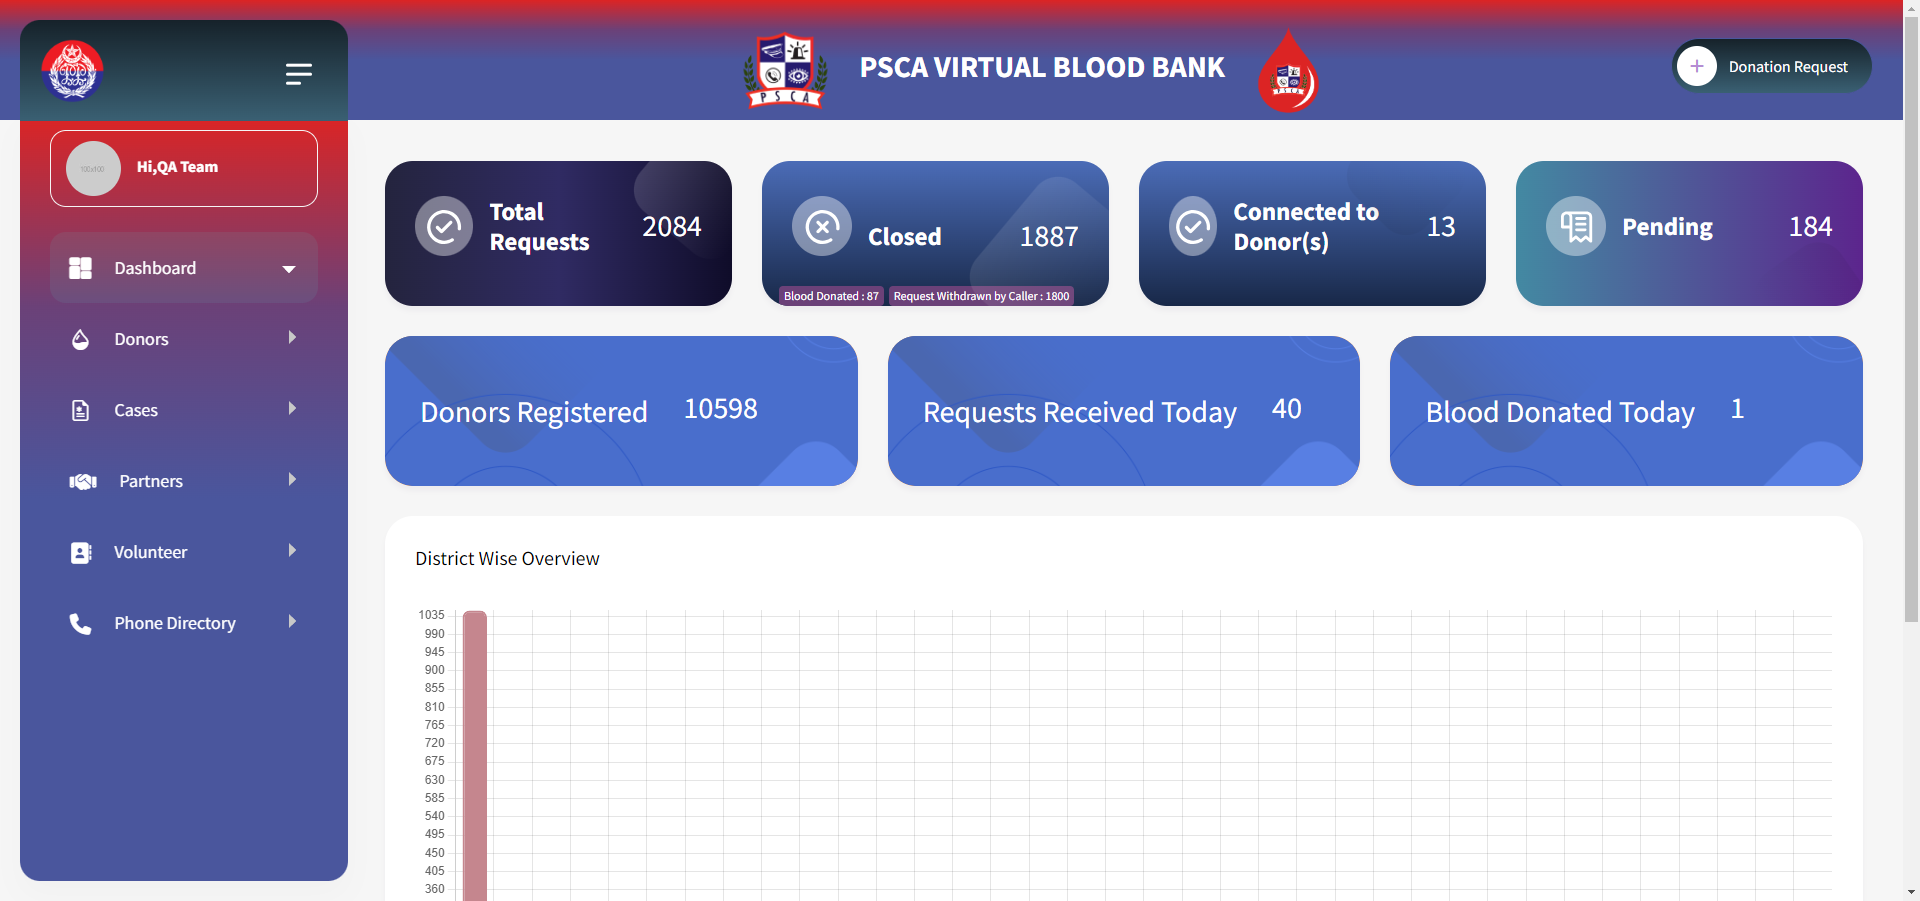 PSCA VIRTUAL BLOOD BANK
PSCA
Donation Request
Hi,QA Team
100x100
Dashboard
Donors
Cases
Partners
Volunteer
Phone Directory
Total
Requests
2084
Closed
1887
Blood Donated : 87
Request Withdrawn by Caller : 1800
Connected to
Donor(s)
13
Pending
184
Donors Registered
10598
Requests Received Today
40
Blood Donated Today
1
District Wise Overview
1035
990
945
900
855
810
765
720
675
630
585
540
495
450
405
360